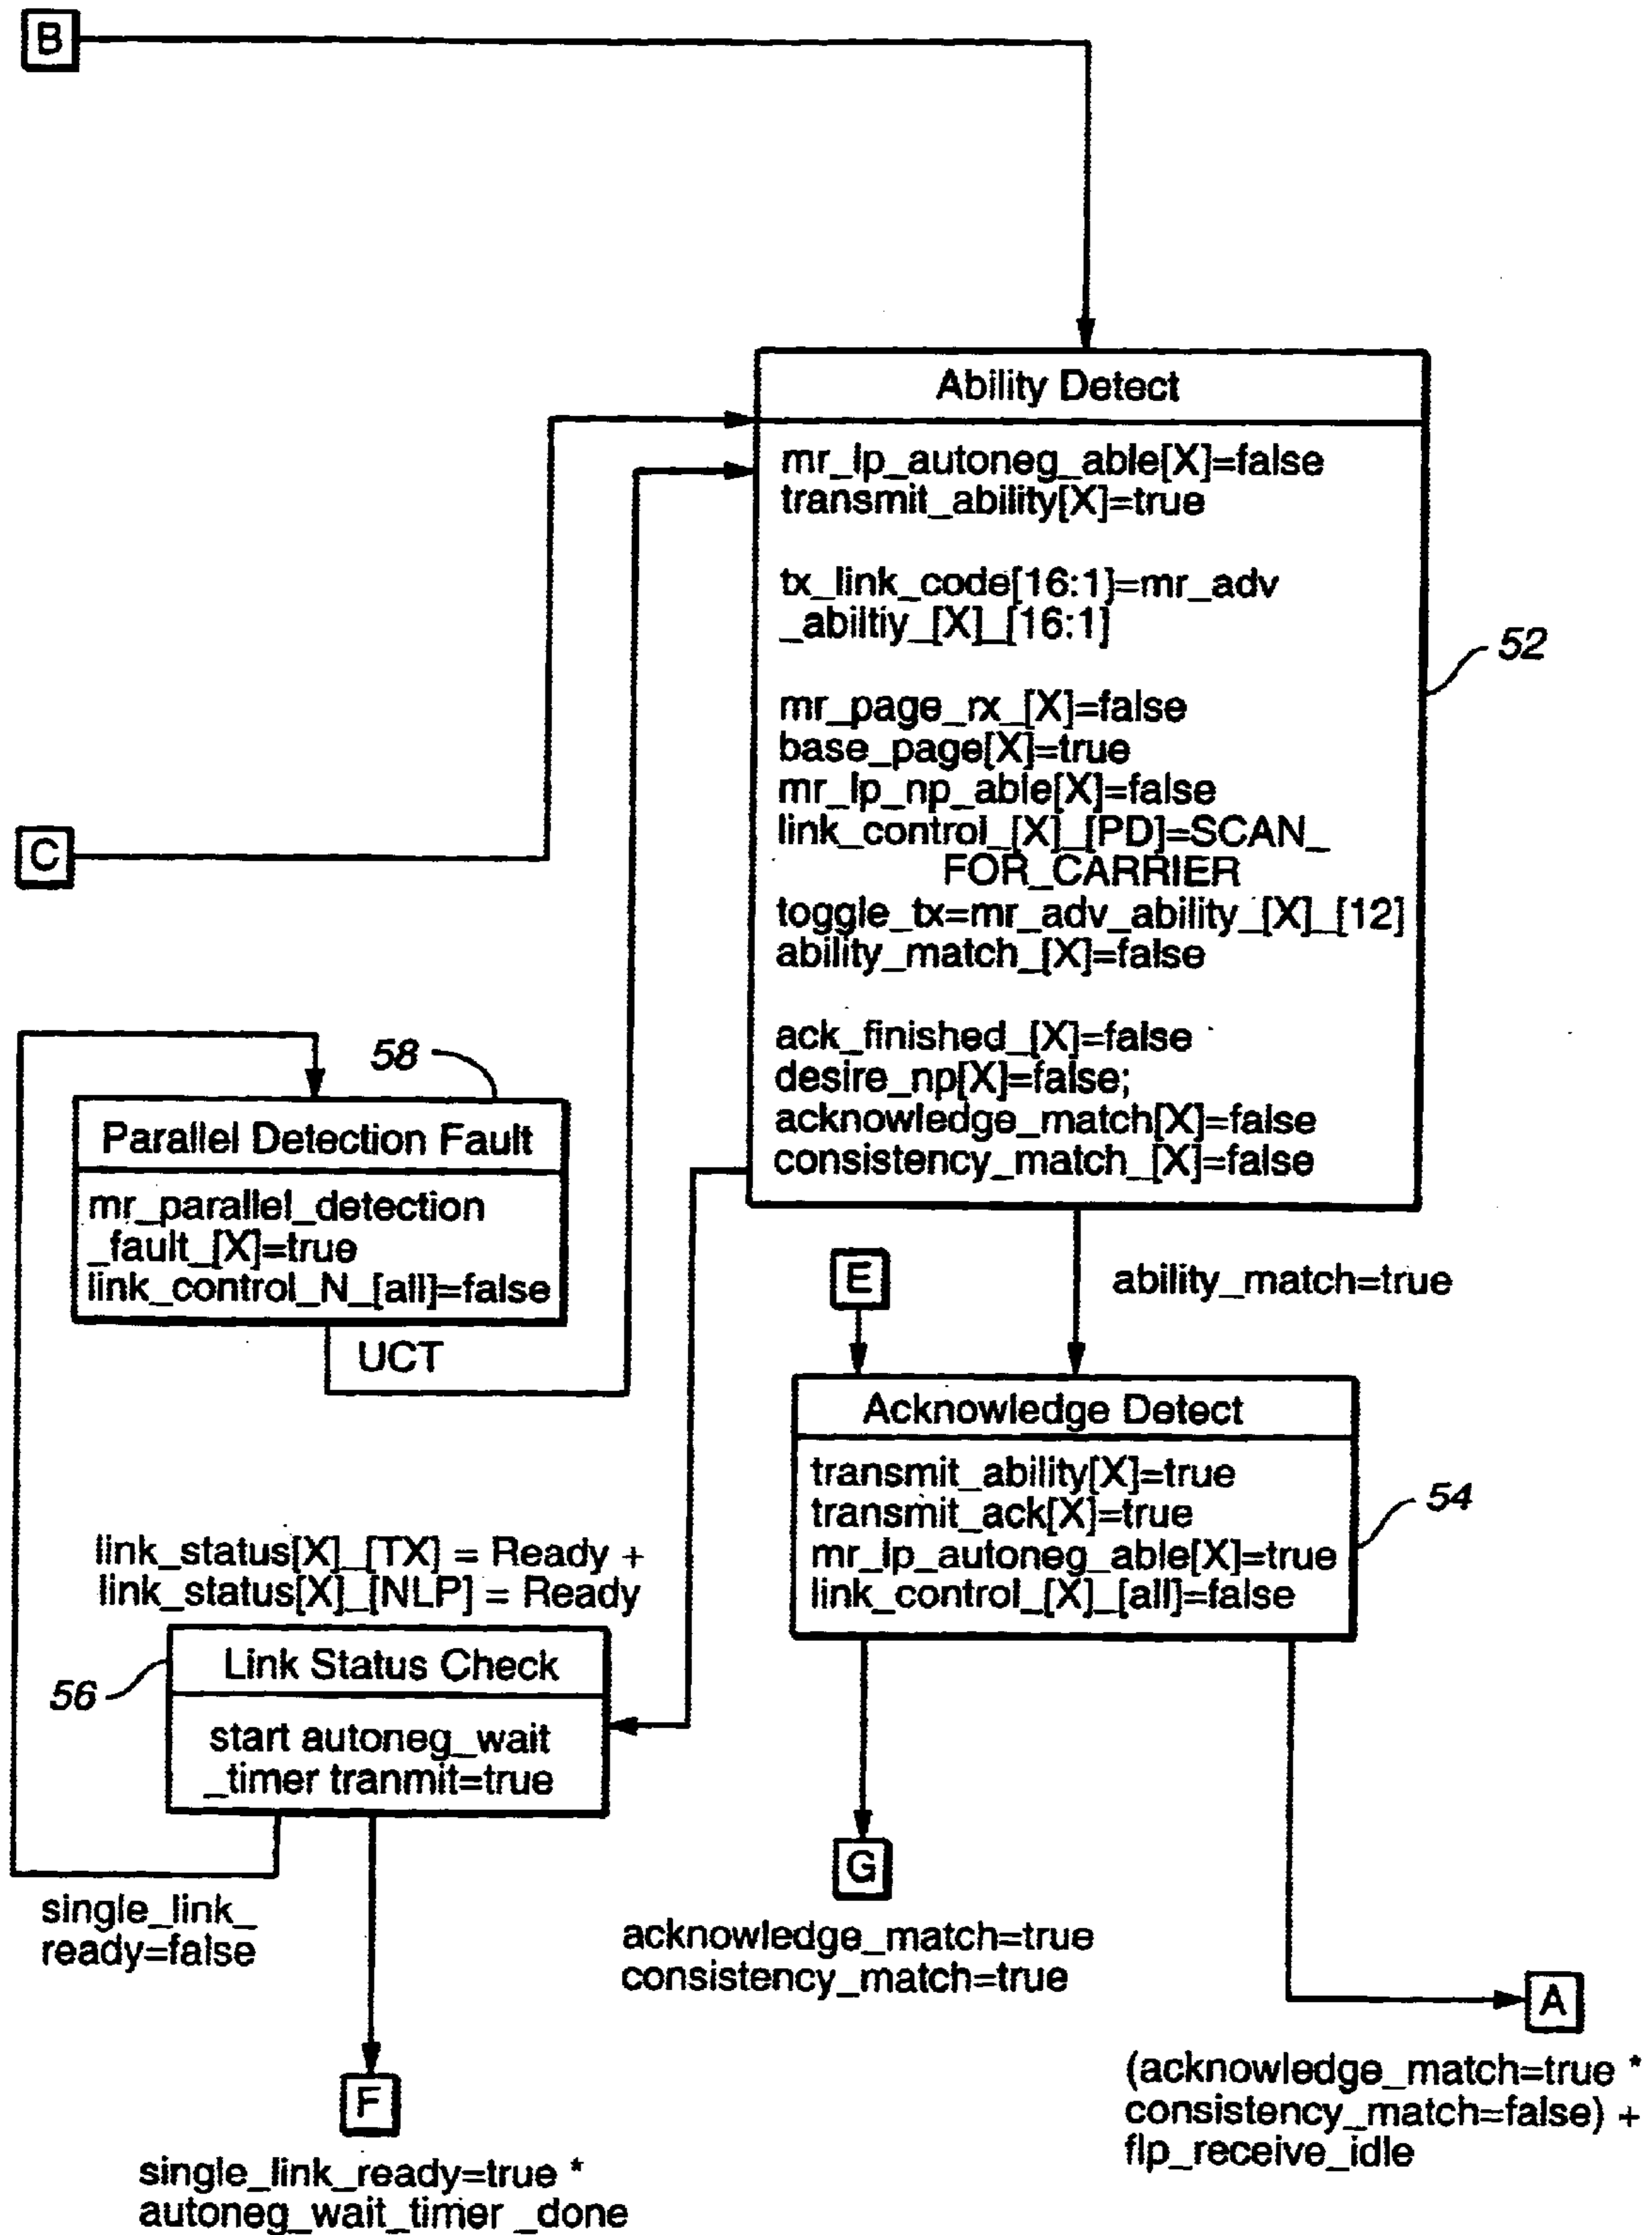 B
Ability Detect
mr_lp_autoneg_able[X]=false
transmit_ability[X]=true
tx_link_code[16:1]=mr_adv
_abiltiy_[X]_[16:1]
52
mr_page_rx_[X]=false
base_page[X]=true
mr_lp_np_able[X]=false
link_control_[X]_[PD]=SCAN_
FOR_CARRIER
toggle_tx=mr_adv_ability_[X]_[12]
ability_match_[X]=false
ack_finished_[X]=false
desire_np[X]=false;
acknowledge_match[X]=false
consistency_match_[X]=false
C
58
Parallel Detection Fault
mr_parallel_detection
_fault_[X]=true
link_control_N_[all]=false
UCT
E
ability_match=true
Acknowledge Detect
transmit_ability[X]=true
transmit_ack[X]=true
mr_lp_autoneg_able[X]=true
link_control_[X]_[all]=false
54
link_status[X]_[TX] = Ready +
link_status[X]_[NLP] = Ready
Link Status Check
56
start autoneg_wait
_timer tranmit=true
single_link_
ready=false
G
acknowledge_match=true
consistency_match=true
A
(acknowledge_match=true *
consistency_match=false) +
flp_receive_idle
F
single_link_ready=true *
autoneg_wait_timer _done